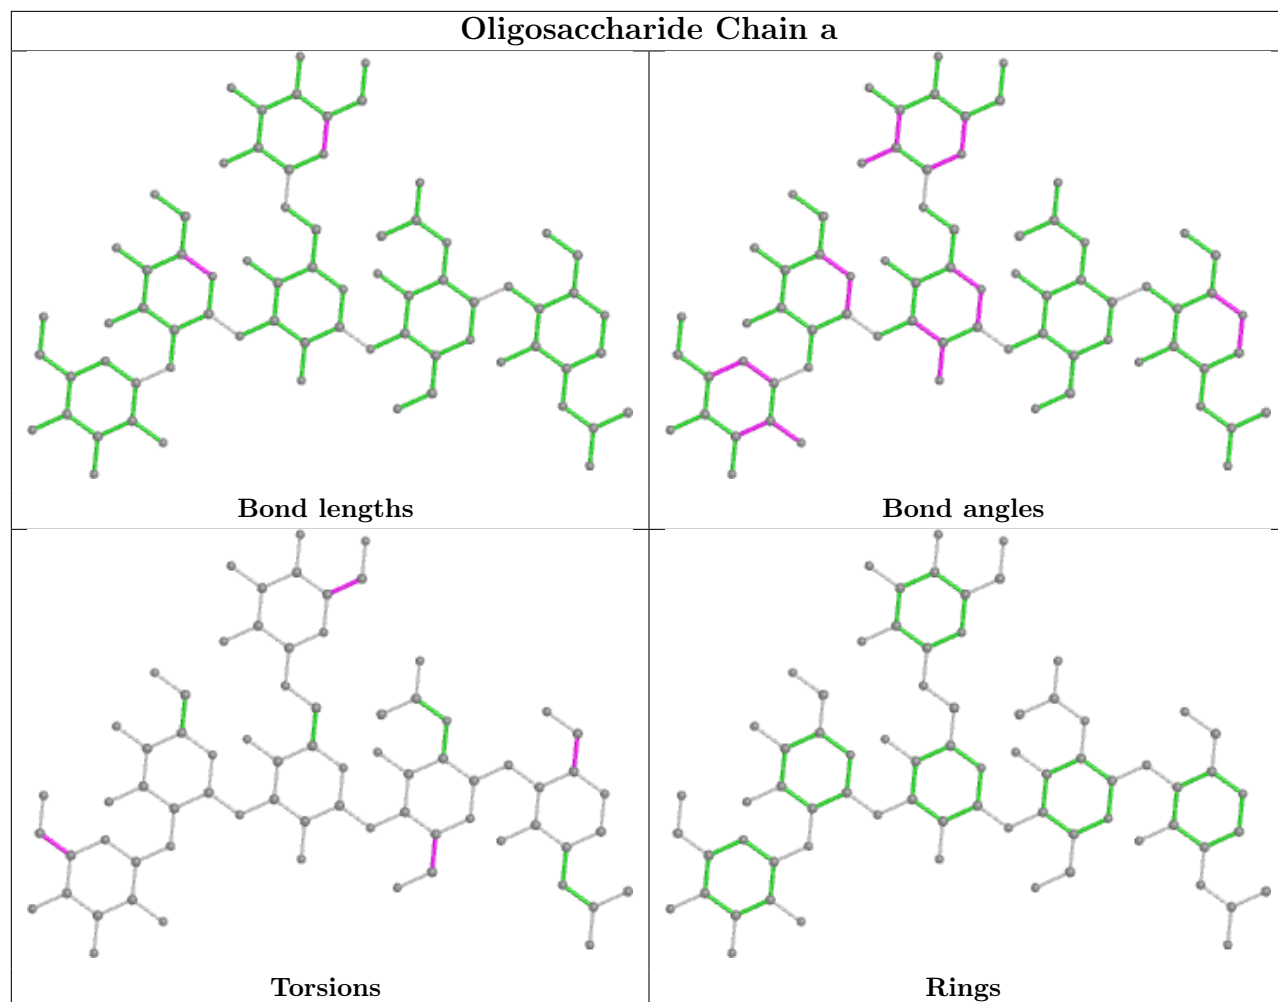 Oligosaccharide Chain a
Bond lengths
Bond angles
Torsions
Rings